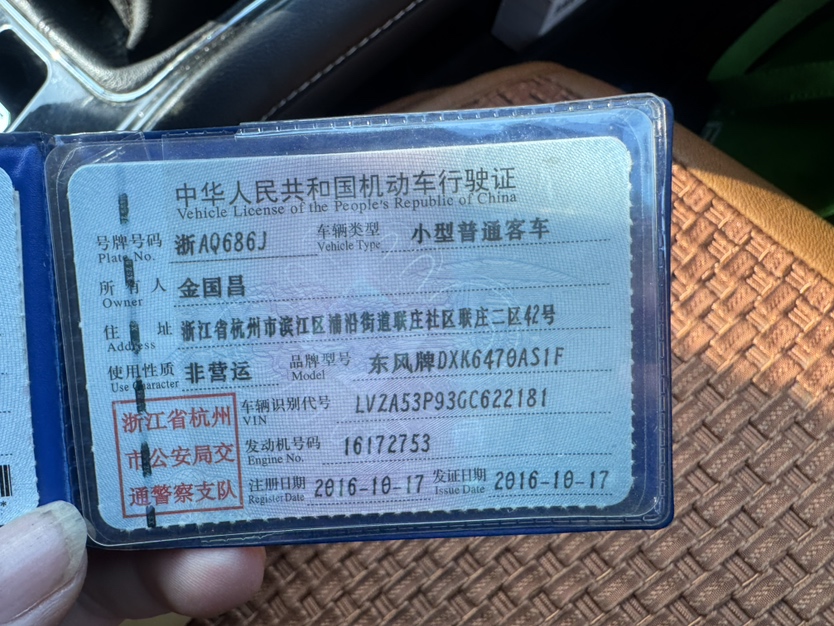 中华人民共和国机动车行驶证
Vehicle License of the People's Republic of China
号牌号码 浙AQ686J 车辆类型 小型普通客车
Plate No. Vehicle Type
所有人 金国昌
Owner
住址 浙江省杭州市滨江区浦沿街道联庄社区联庄二区42号
Address
使用性质 非营运 品牌型号 东风牌DXK6470AS1F
Use Character Model
浙江省杭州
市公安局交
通警察支队
车辆识别代号 LVZA53P93GC622181
VIN
发动机号码 16172753
Engine No.
注册日期 2016-10-17 发证日期 2016-10-17
Register Date Issue Date